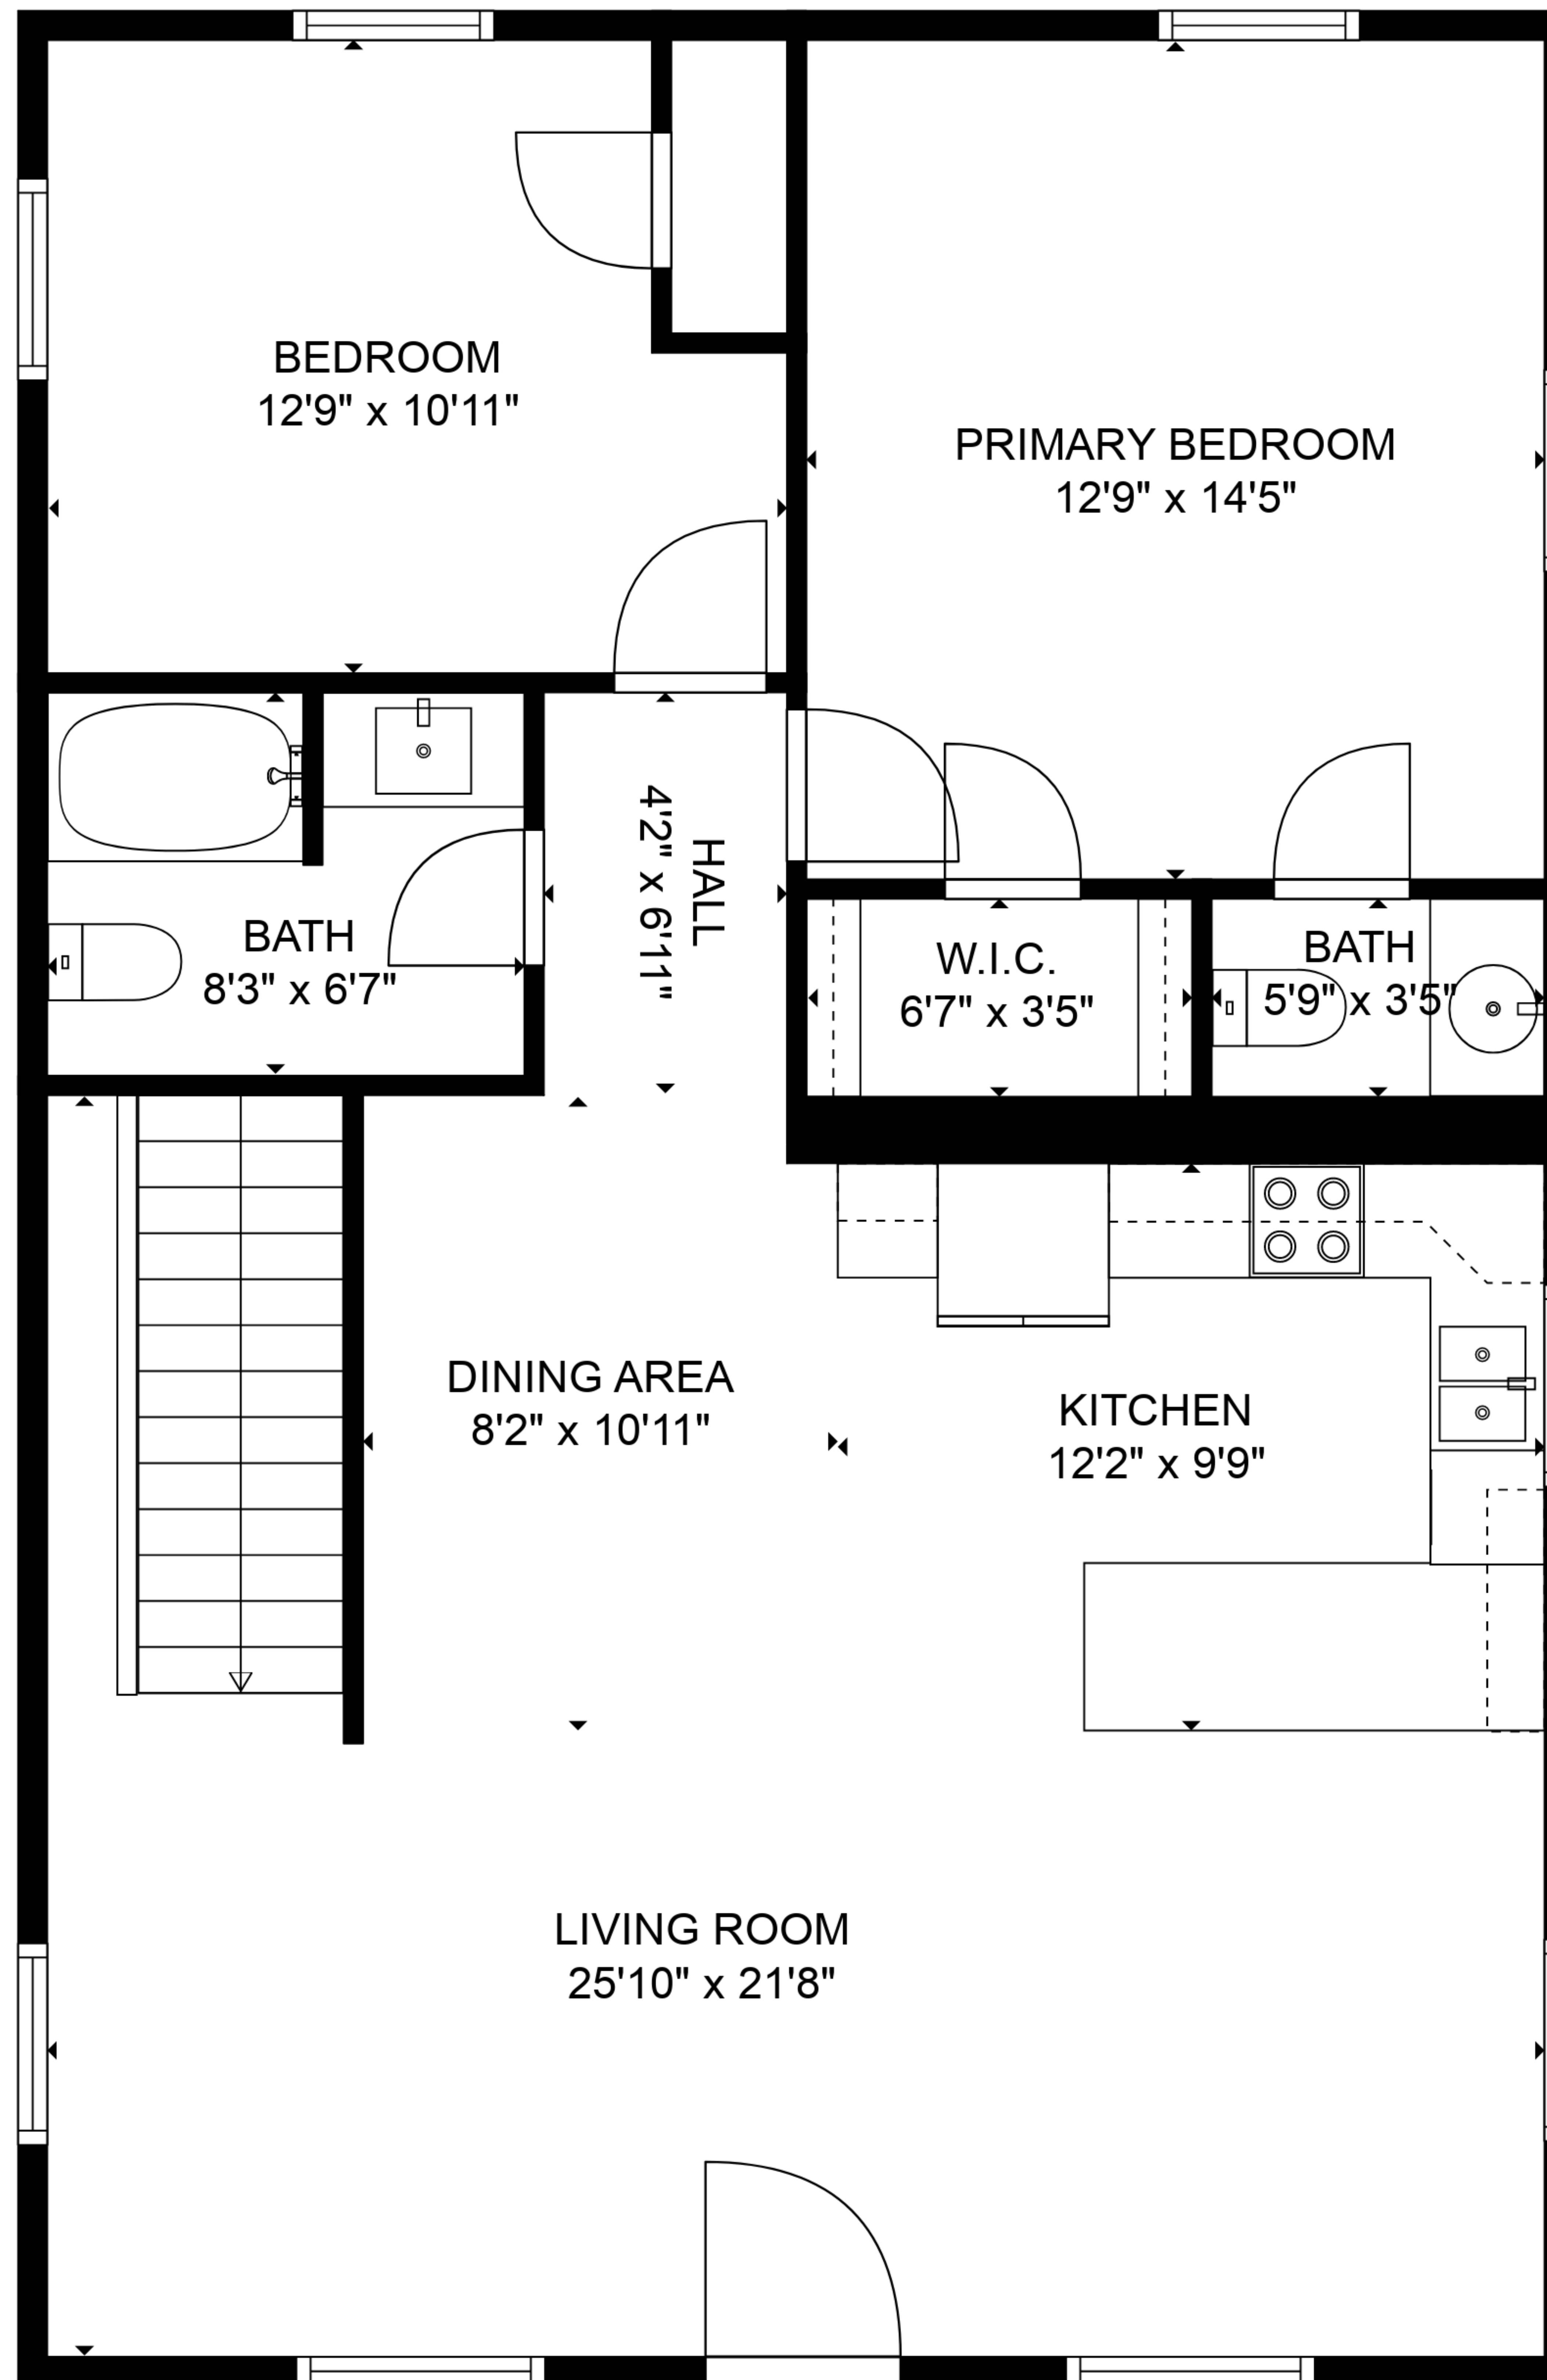 BEDROOM
12'9" x 10'11"
PRIMARY BEDROOM
12'9" x 14'5"
HALL
4'2" x 6'11"
BATH
8'3" x 6'7"
W.I.C.
6'7" x 3'5"
BATH
5'9" x 3'5"
DINING AREA
8'2" x 10'11"
KITCHEN
12'2" x 9'9"
LIVING ROOM
25'10" x 21'8"